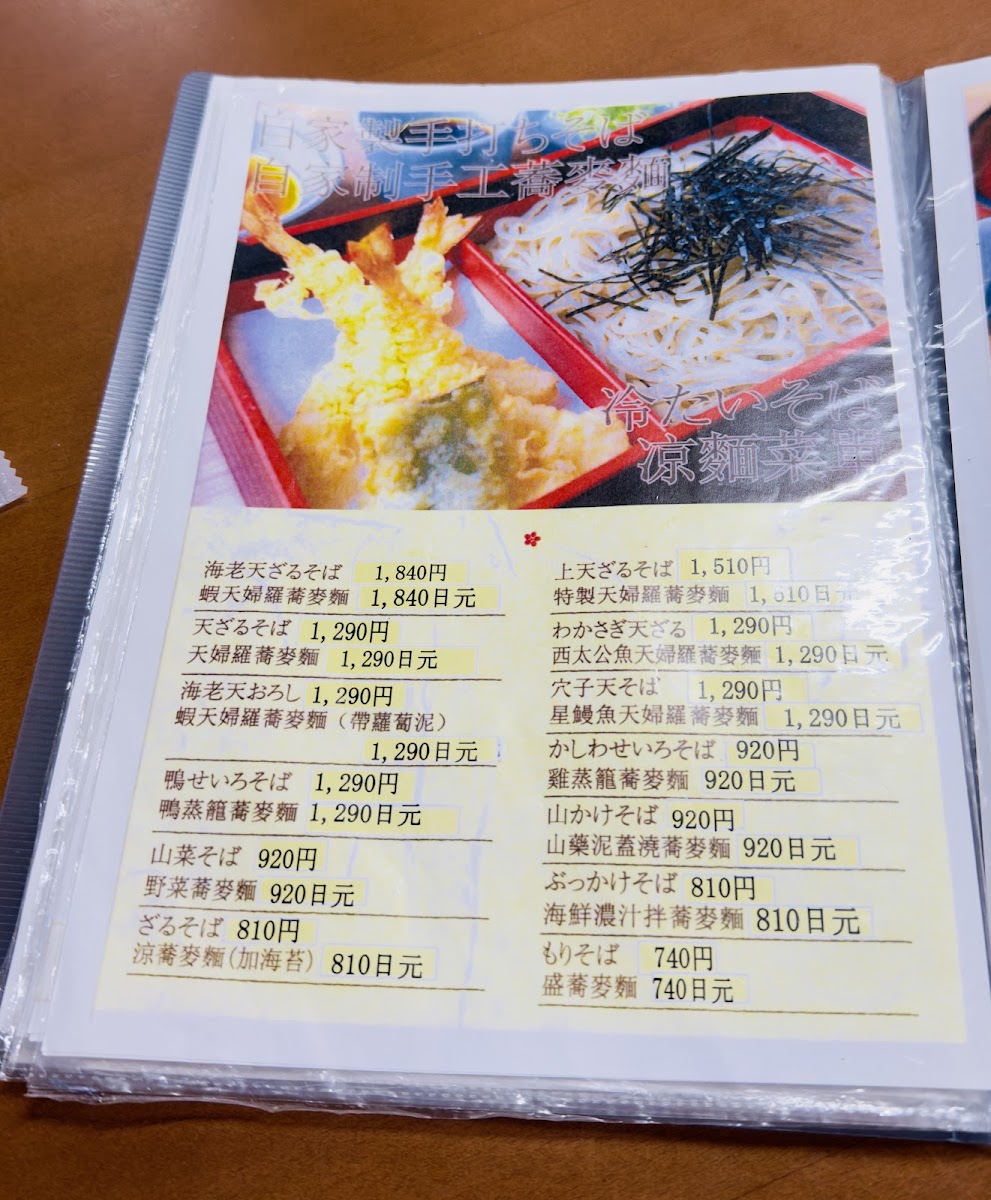 自家製手打ちそば
自家制手工蕎麥麵
冷たいそば
凉麵菜單
海老天ざるそば 1,840円
蝦天婦羅蕎麥麵 1,840日元
天ざるそば 1,290円
天婦羅蕎麥麵 1,290日元
海老天おろし 1,290円
蝦天婦羅蕎麥麵（帶蘿蔔泥）
1,290日元
鴨せいろそば 1,290円
鴨蒸籠蕎麥麵 1,290日元
山菜そば 920円
野菜蕎麥麵 920日元
ざるそば 810円
涼蕎麥麵(加海苔) 810日元
上天ざるそば 1,510円
特製天婦羅蕎麥麵 1,510日元
わかさぎ天ざる 1,290円
西太公魚天婦羅蕎麥麵 1,290日元
穴子天そば 1,290円
星鰻魚天婦羅蕎麥麵 1,290日元
かしわせいろそば 920円
雞蒸籠蕎麥麵 920日元
山かけそば 920円
山藥泥蓋澆蕎麥麵 920日元
ぶっかけそば 810円
海鮮濃汁拌蕎麥麵 810日元
もりそば 740円
盛蕎麥麵 740日元